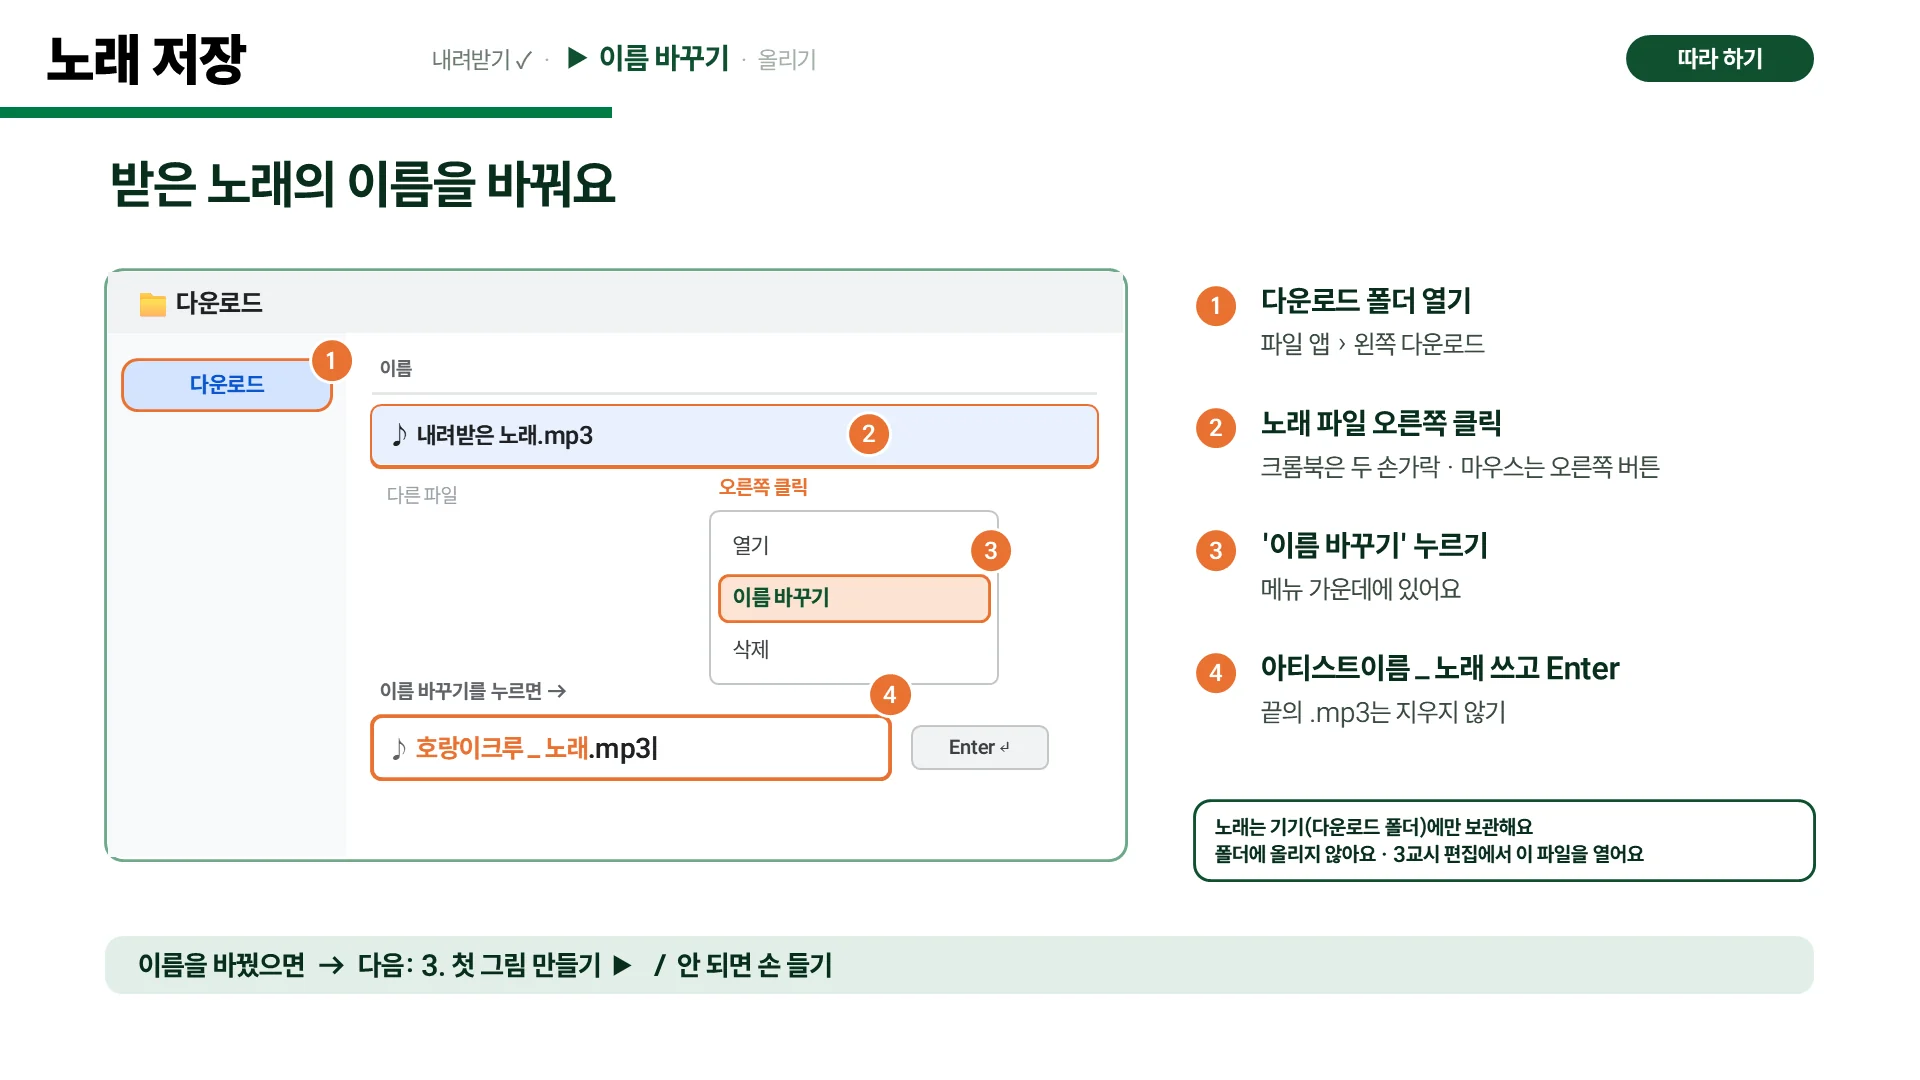 노래 저장
내려받기 ✓ · ▶ 이름 바꾸기 · 올리기
따라 하기
받은 노래의 이름을 바꿔요
다운로드
다운로드
1
이름
♪ 내려받은 노래.mp3
2
다른 파일
오른쪽 클릭
열기
3
이름 바꾸기
삭제
이름 바꾸기를 누르면 →
4
♪ 호랑이크루_노래.mp3|
Enter ↲
1 다운로드 폴더 열기
파일 앱 › 왼쪽 다운로드
2 노래 파일 오른쪽 클릭
크롬북은 두 손가락 · 마우스는 오른쪽 버튼
3 '이름 바꾸기' 누르기
메뉴 가운데에 있어요
4 아티스트이름_노래 쓰고 Enter
끝의 .mp3는 지우지 않기
노래는 기기(다운로드 폴더)에만 보관해요
폴더에 올리지 않아요 · 3교시 편집에서 이 파일을 열어요
이름을 바꿨으면 → 다음: 3. 첫 그림 만들기 ▶ / 안 되면 손 들기